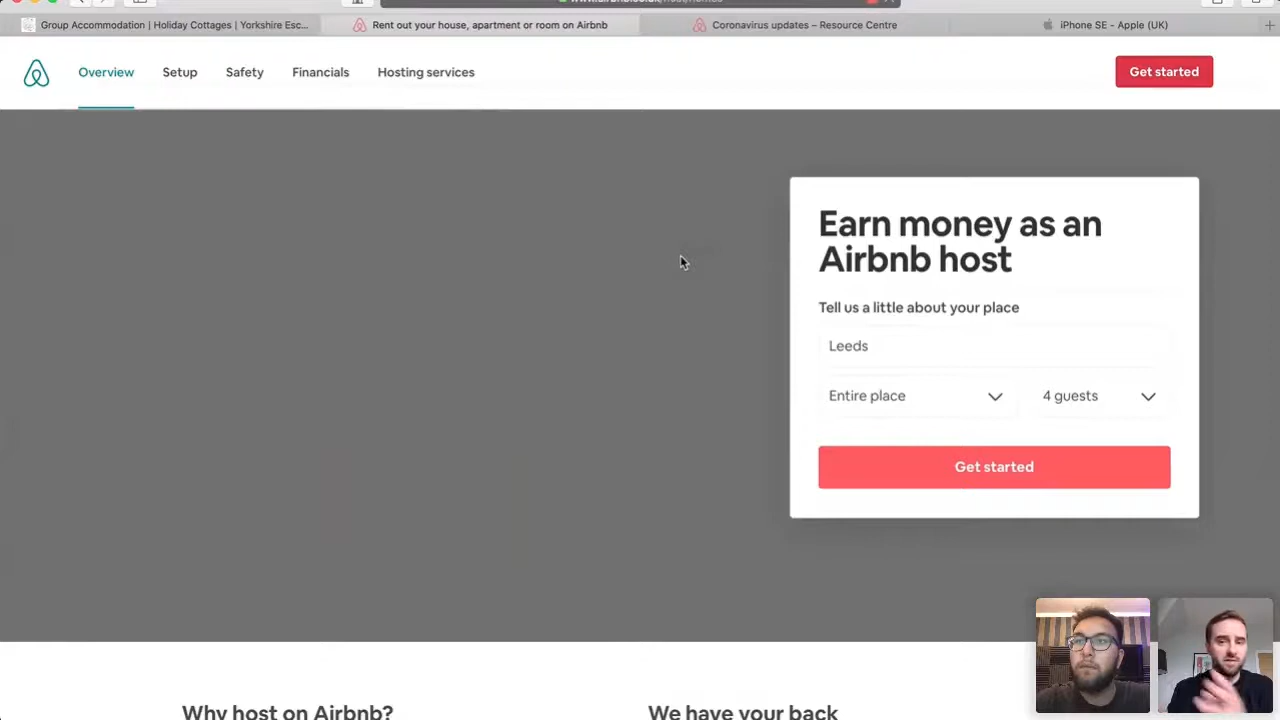 Group Accommodation | Holiday Cottages | Yorkshire Esc...
Rent out your house, apartment or room on Airbnb
Coronavirus updates – Resource Centre
iPhone SE - Apple (UK)
Overview
Setup
Safety
Financials
Hosting services
Get started
Earn money as an
Airbnb host
Tell us a little about your place
Leeds
Entire place
4 guests
Get started
Why host on Airbnb?
We have your back